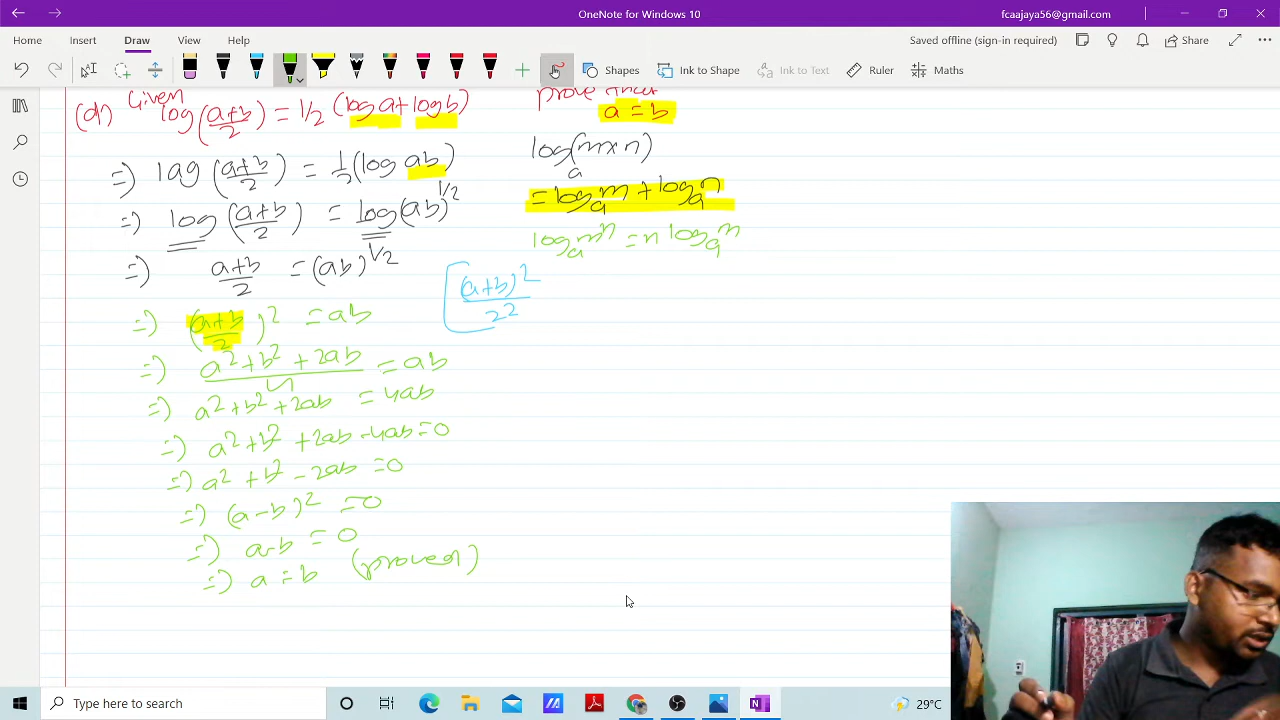 OneNote for Windows 10
fcaajaya56@gmail.com
Home Insert Draw View Help
Saved offline (sign-in required)
Share
Shapes
Ink to Shape
Ink to Text
Ruler
Maths
Given
(d) log(a+b/2) = 1/2 (log a + log b)
=) lag (a+b/2) = 1/2 (log ab)
=) log (a+b/2) = log(ab)^1/2
=) a+b/2 = (ab)^1/2
=) (a+b/2)^2 = ab
=) a^2+b^2+2ab/4 = ab
=) a^2+b^2+2ab = 4ab
=) a^2+b^2+2ab-4ab=0
=) a^2+b^2-2ab=0
=) (a-b)^2 =0
=) a-b = 0
=) a=b (proved)
prove that
a = b
log_a(m×n)
= log_a m + log_a n
log_a m^n = n log_a m
[(a+b)^2/2^2
Type here to search
29°C